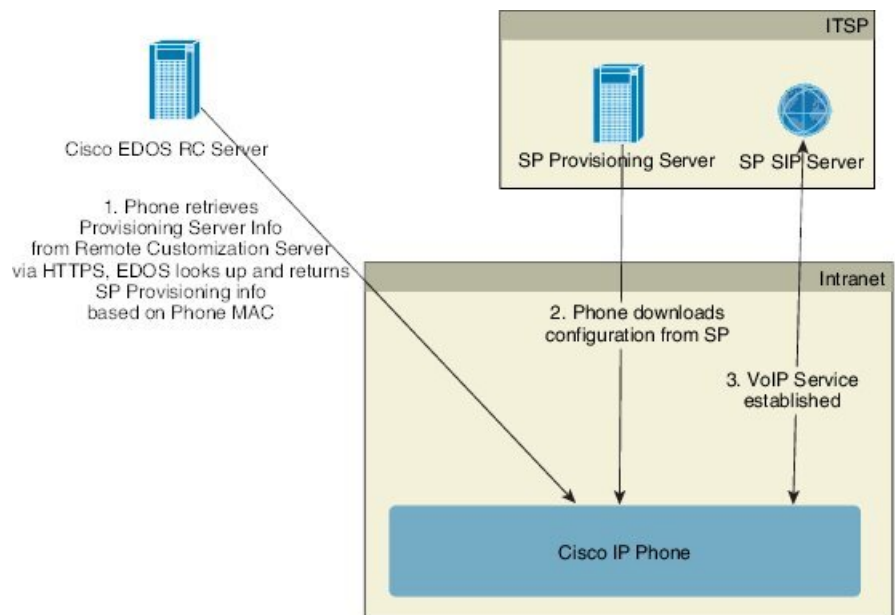 ITSP
Cisco EDOS RC Server
SP Provisioning Server
SP SIP Server
1. Phone retrieves
Provisioning Server Info
from Remote Customization Server
via HTTPS, EDOS looks up and returns
SP Provisioning info
based on Phone MAC
Intranet
2. Phone downloads
configuration from SP
3. VoIP Service
established
Cisco IP Phone